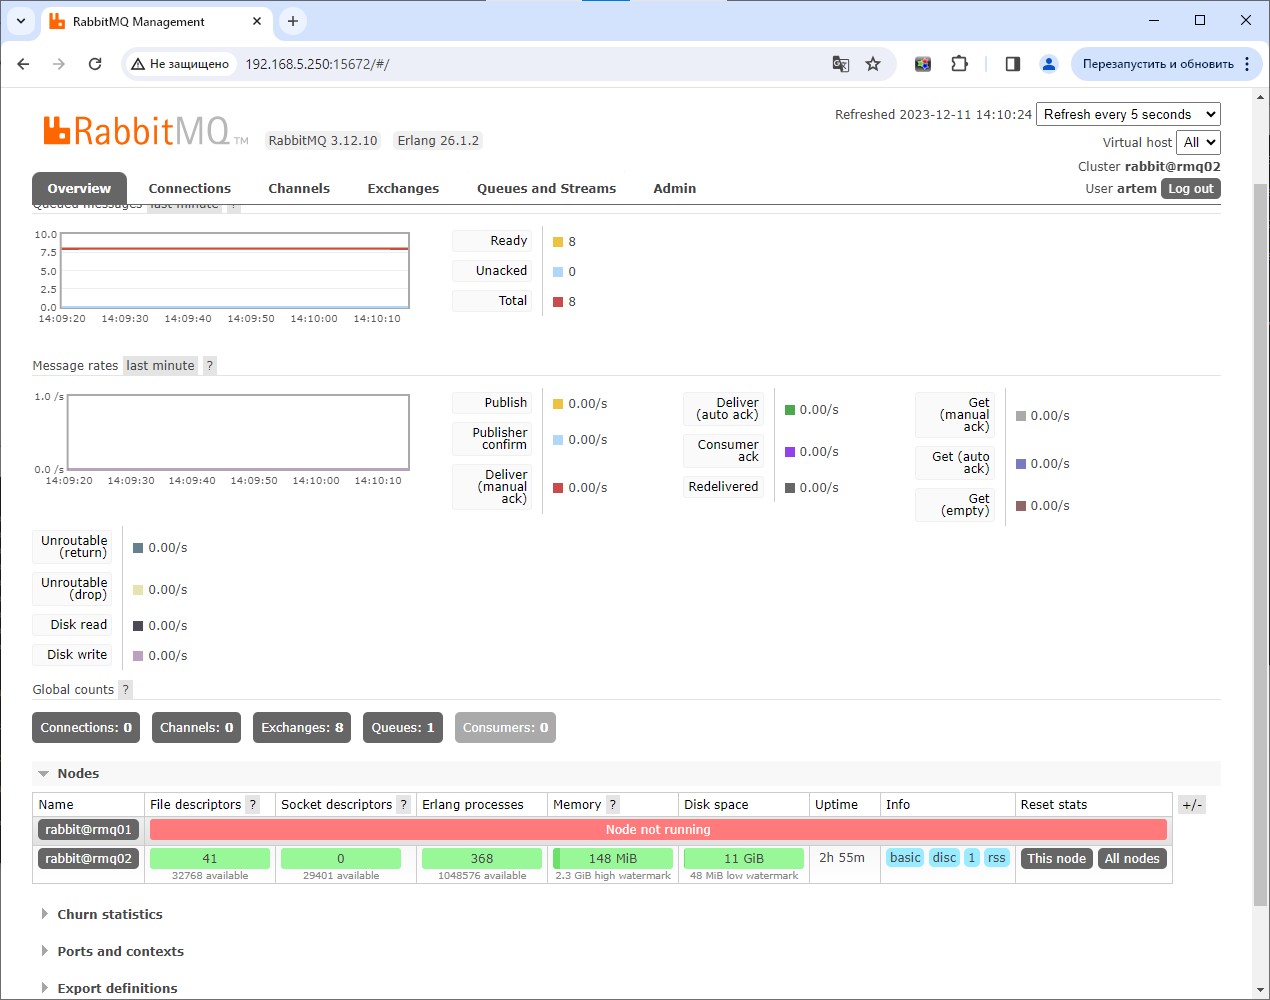 RabbitMQ Management
Не защищено 192.168.5.250:15672/#/ Перезапустить и обновить
RabbitMQ TM RabbitMQ 3.12.10 Erlang 26.1.2
Refreshed 2023-12-11 14:10:24 Refresh every 5 seconds
Virtual host All
Cluster rabbit@rmq02
User artem Log out
Overview Connections Channels Exchanges Queues and Streams Admin
Queued messages last minute ?
10.0
7.5
5.0
2.5
0.0
14:09:20 14:09:30 14:09:40 14:09:50 14:10:00 14:10:10
Ready 8
Unacked 0
Total 8
Message rates last minute ?
1.0 /s
0.0 /s
14:09:20 14:09:30 14:09:40 14:09:50 14:10:00 14:10:10
Publish 0.00/s
Publisher
confirm 0.00/s
Deliver
(manual
ack) 0.00/s
Deliver
(auto ack) 0.00/s
Consumer
ack 0.00/s
Redelivered 0.00/s
Get
(manual
ack) 0.00/s
Get (auto
ack) 0.00/s
Get
(empty) 0.00/s
Unroutable
(return) 0.00/s
Unroutable
(drop) 0.00/s
Disk read 0.00/s
Disk write 0.00/s
Global counts ?
Connections: 0 Channels: 0 Exchanges: 8 Queues: 1 Consumers: 0
Nodes
Name File descriptors ? Socket descriptors ? Erlang processes Memory ? Disk space Uptime Info Reset stats +/-
rabbit@rmq01 Node not running
rabbit@rmq02 41 0 368 148 MiB 11 GiB 2h 55m basic disc 1 rss This node All nodes
32768 available 29401 available 1048576 available 2.3 GiB high watermark 48 MiB low watermark
Churn statistics
Ports and contexts
Export definitions